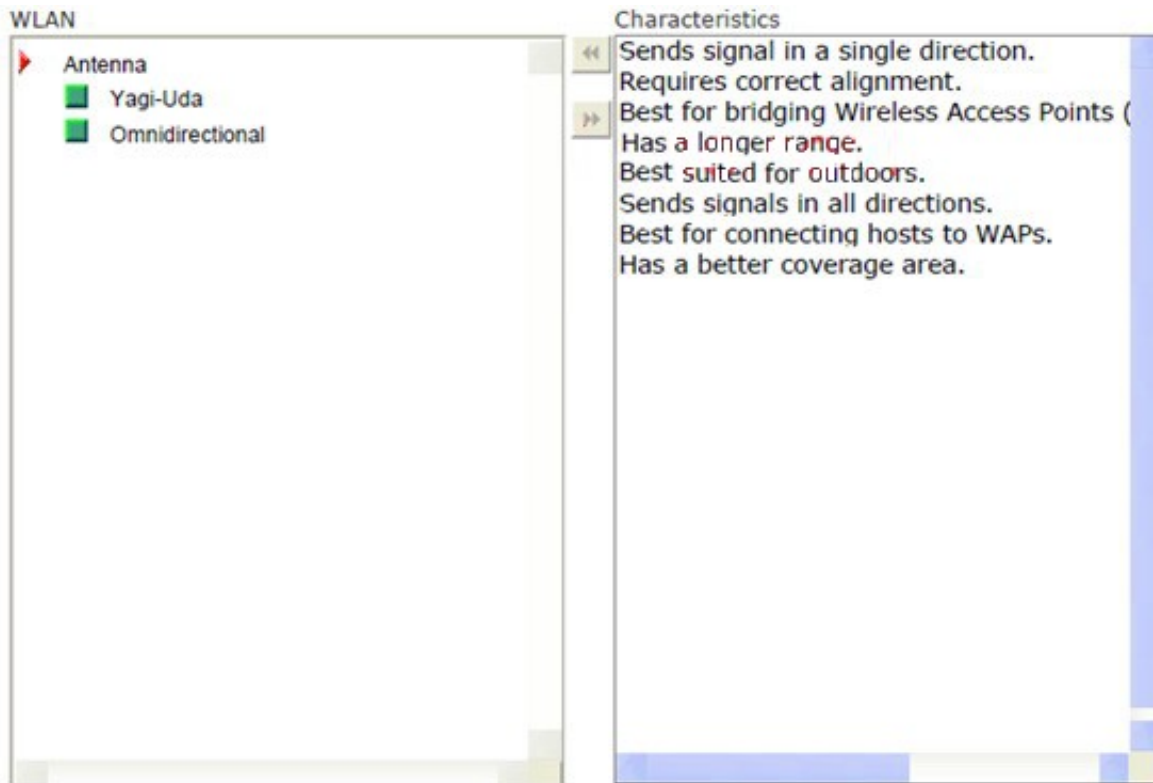 WLAN
Antenna
Yagi-Uda
Omnidirectional
Characteristics
Sends signal in a single direction.
Requires correct alignment.
Best for bridging Wireless Access Points (
Has a longer range.
Best suited for outdoors.
Sends signals in all directions.
Best for connecting hosts to WAPs.
Has a better coverage area.